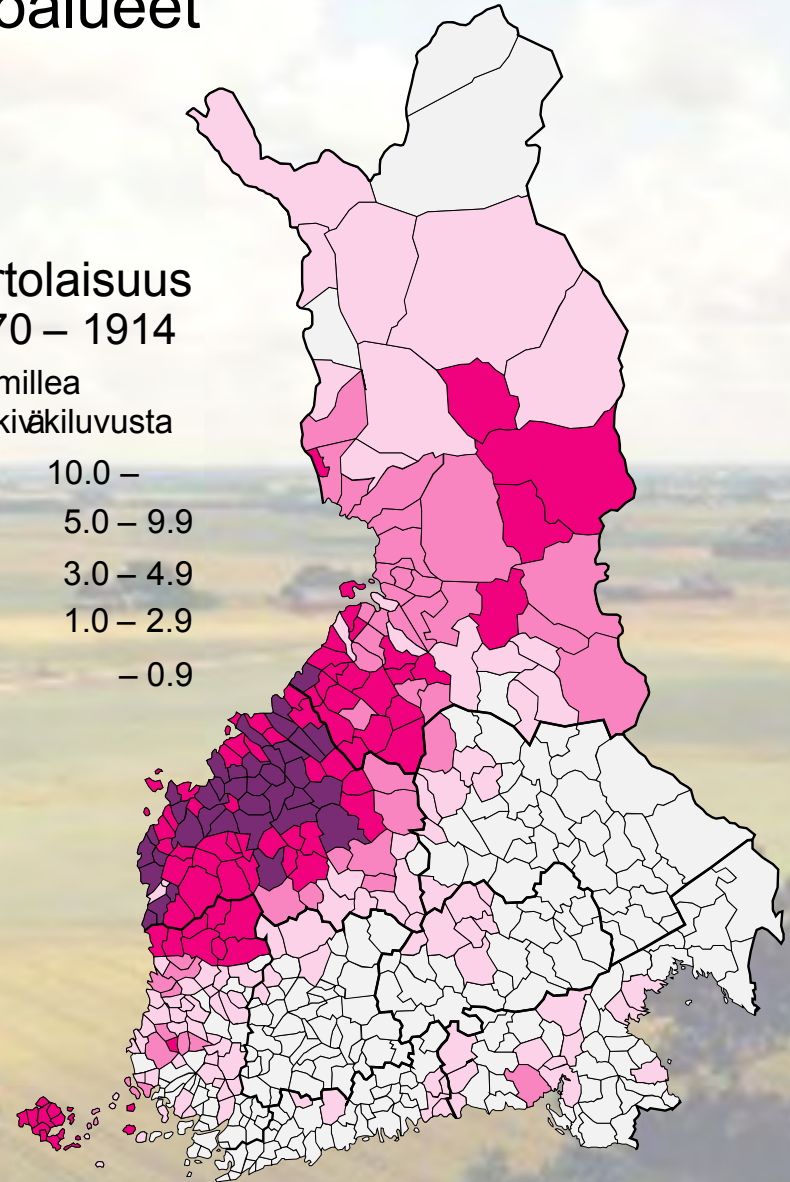 palueet
rtolaisuus
70 – 1914
millea
kiväkiluvusta
10.0 –
5.0 – 9.9
3.0 – 4.9
1.0 – 2.9
– 0.9